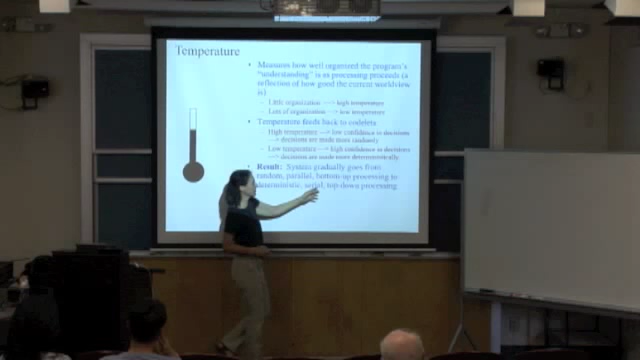 Temperature
• Measures how well organized the program's
"understanding" is as processing proceeds (a
reflection of how good the current worldview
is)
– Little organization —> high temperature
– Lots of organization —> low temperature
• Temperature feeds back to codelets:
– High temperature —> low confidence in decisions
—> decisions are made more randomly
– Low temperature —> high confidence in decisions
—> decisions are made more deterministically
• Result: System gradually goes from
random, parallel, bottom-up processing to
deterministic, serial, top-down processing